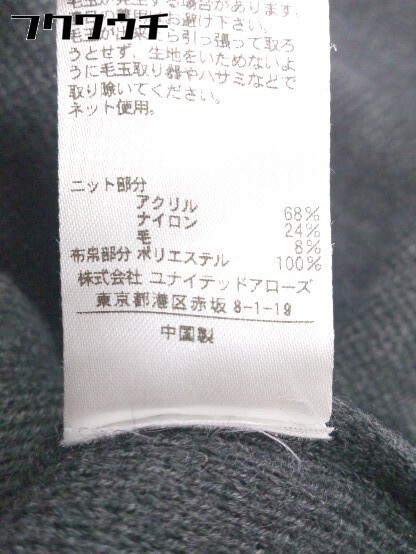 フクウロウチ
毛玉が発生する場合があります。
お避け下さい。
毛玉が出来たら引っ張って取ろ
うとせず、生地をいためないよ
うに毛玉取り器やハサミなどで
取り除いてください。
ネット使用。
ニット部分
アクリル 68%
ナイロン 24%
毛 8%
布帛部分 ポリエステル 100%
株式会社 ユナイテッドアローズ
東京都港区赤坂 8-1-19
中国製